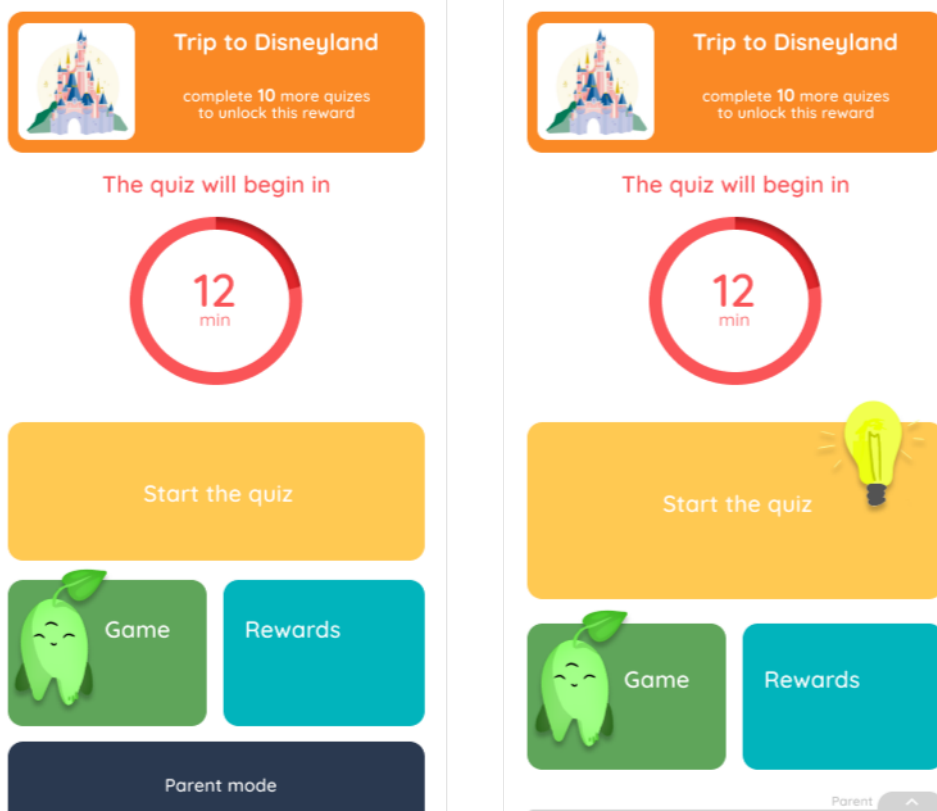 Trip to Disneyland
complete 10 more quizes
to unlock this reward
The quiz will begin in
12
min
Start the quiz
Game
Rewards
Parent mode
Trip to Disneyland
complete 10 more quizes
to unlock this reward
The quiz will begin in
12
min
Start the quiz
Game
Rewards
Parent